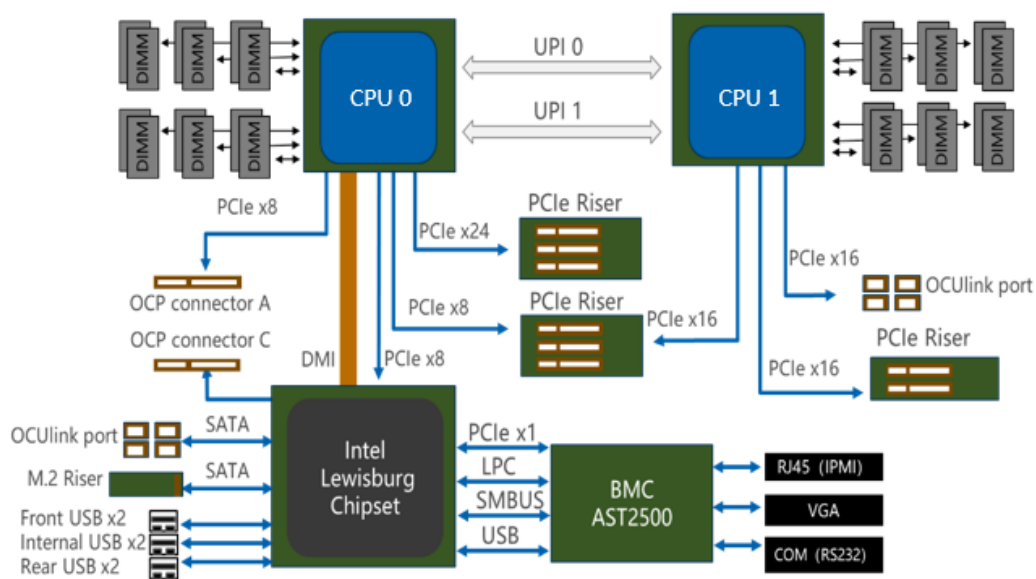 DIMM
DIMM
DIMM
CPU 0
UPI 0
UPI 1
CPU 1
DIMM
DIMM
DIMM
DIMM
DIMM
DIMM
DIMM
DIMM
DIMM
PCIe x8
PCIe x24
PCIe Riser
PCIe x16
OCUlink port
OCP connector A
OCP connector C
PCIe x8
PCIe Riser
PCIe x16
PCIe Riser
PCIe x16
DMI
PCIe x8
OCUlink port
SATA
M.2 Riser
SATA
Front USB x2
Internal USB x2
Rear USB x2
Intel
Lewisburg
Chipset
PCIe x1
LPC
SMBUS
USB
BMC
AST2500
RJ45 (IPMI)
VGA
COM (RS232)